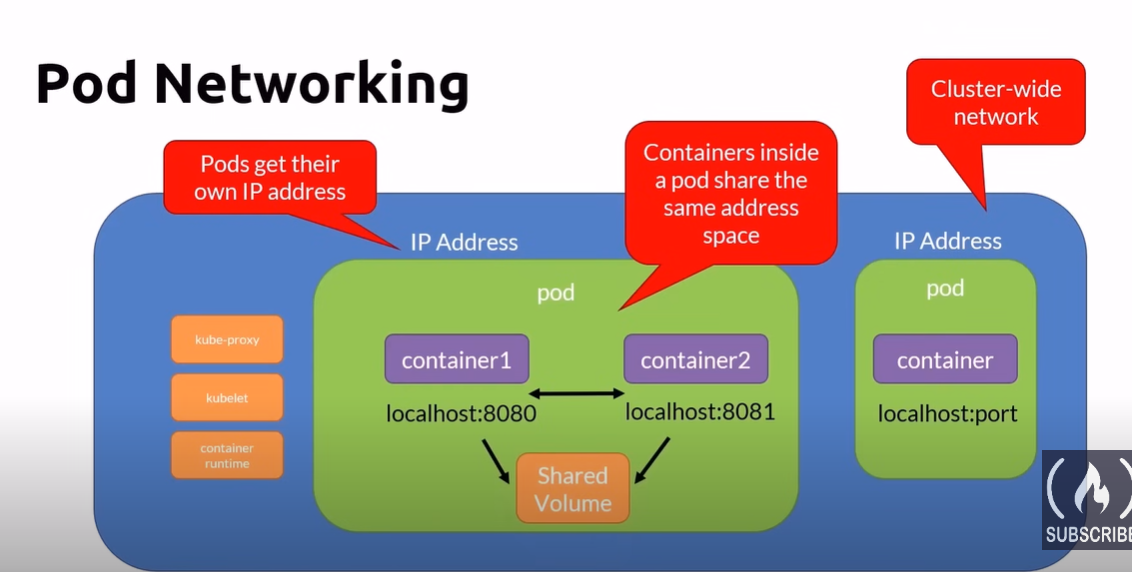 Pod Networking
Cluster-wide
network
Pods get their
own IP address
Containers inside
a pod share the
same address
space
IP Address
IP Address
pod
pod
kube-proxy
kubelet
container
runtime
container1
container2
localhost:8080
localhost:8081
Shared
Volume
container
localhost:port
SUBSCRIBE